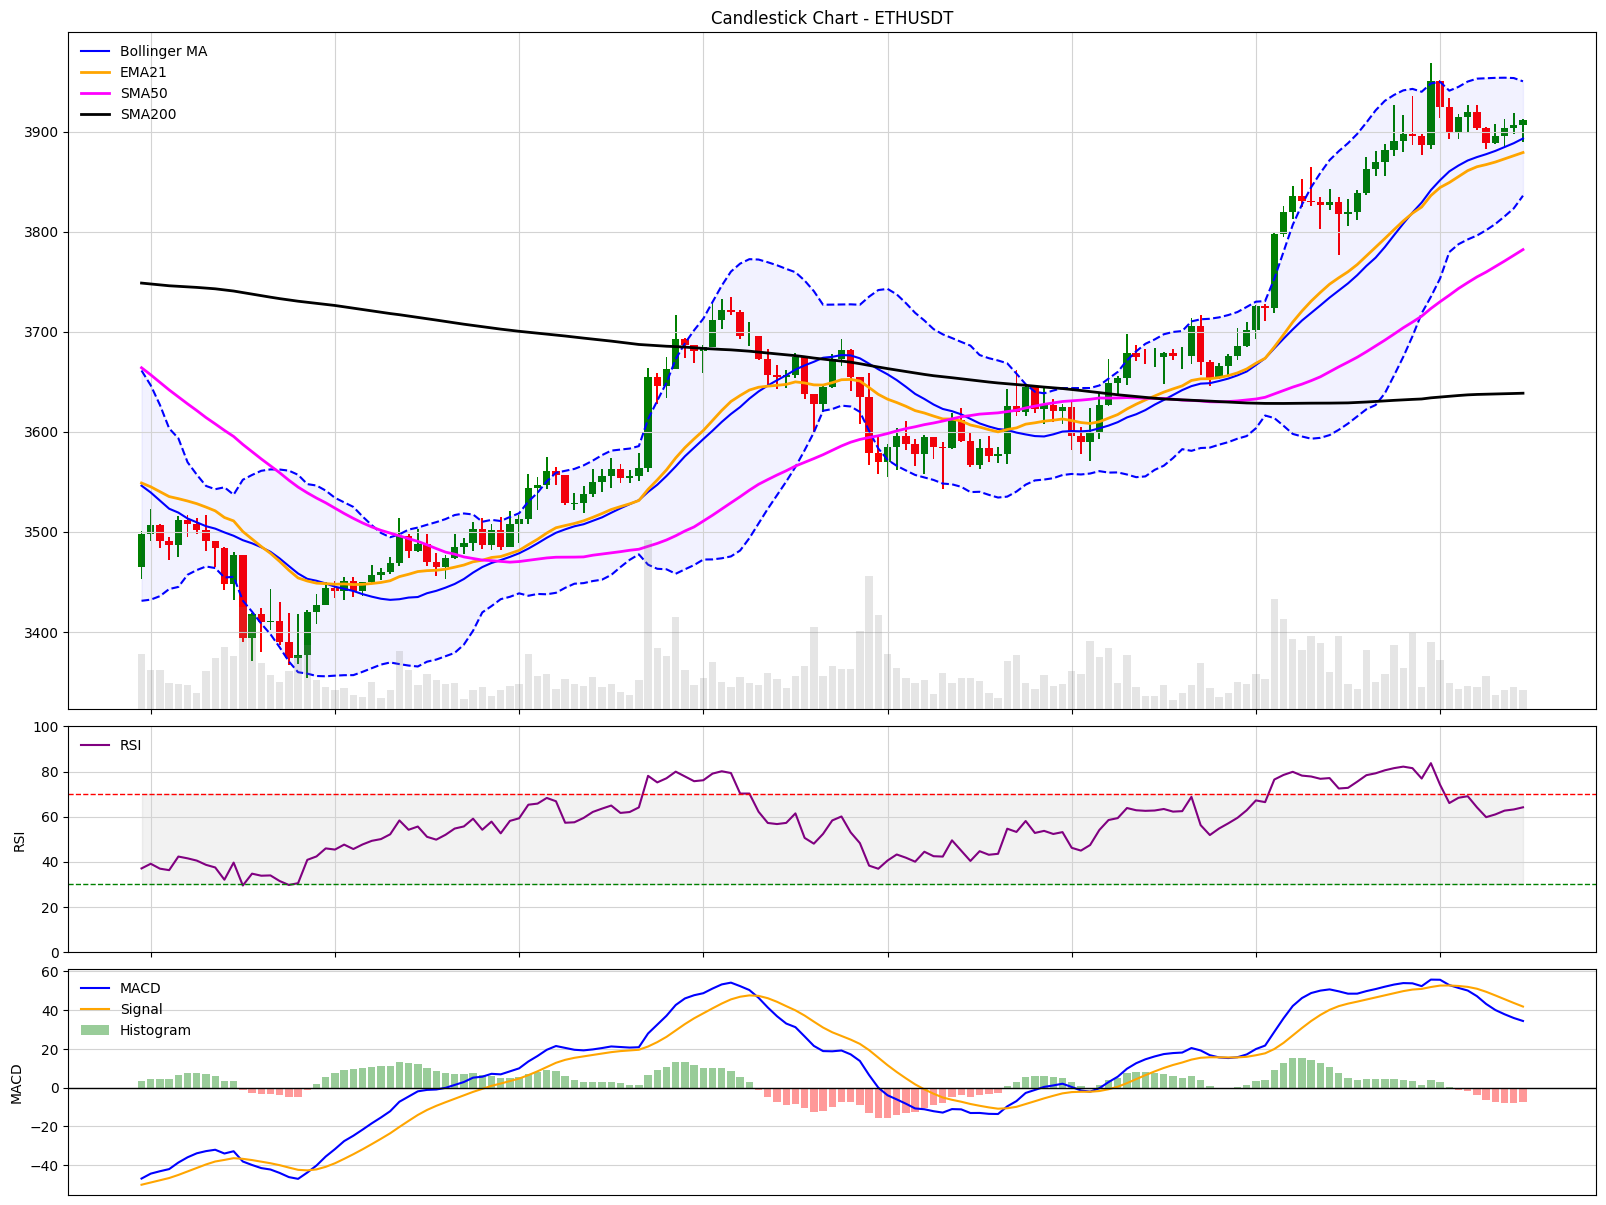 Candlestick Chart - ETHUSDT
Bollinger MA
EMA21
SMA50
SMA200
3900
3800
3700
3600
3500
3400
RSI
100
80
60
40
20
0
RSI
MACD
Signal
Histogram
60
40
20
0
−20
−40
MACD